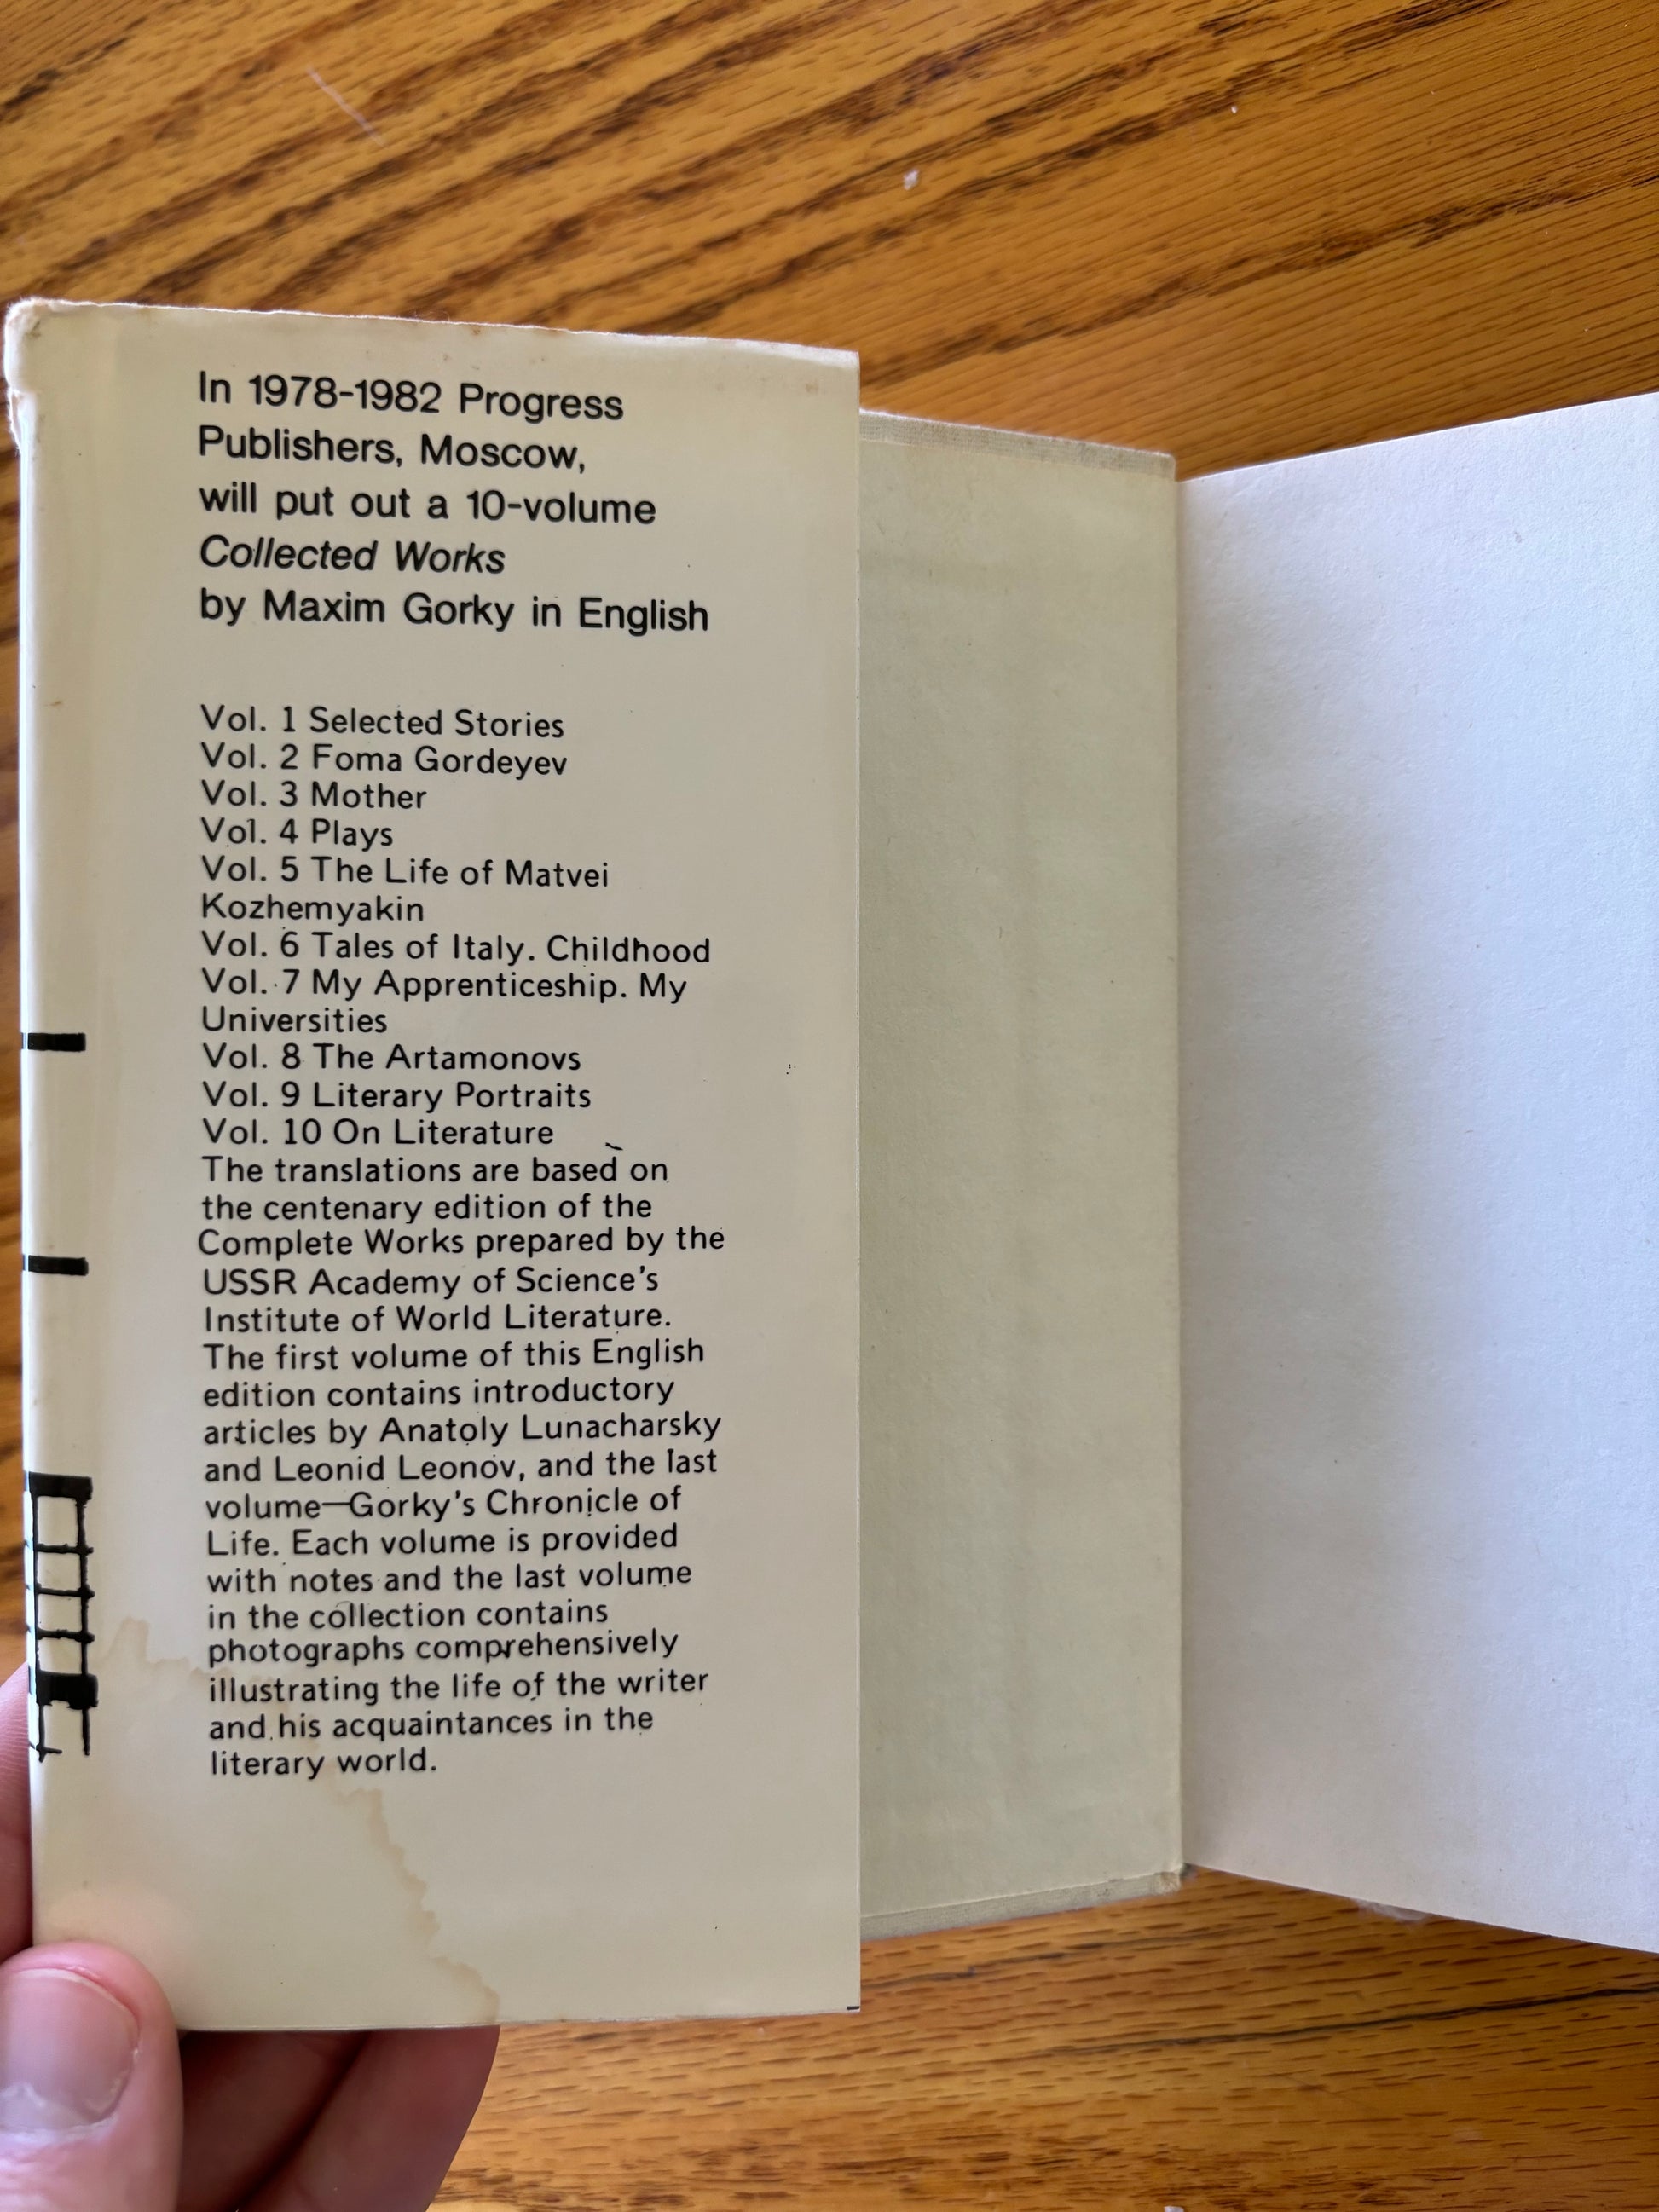 In 1978-1982 Progress
Publishers, Moscow,
will put out a 10-volume
Collected Works
by Maxim Gorky in English
Vol. 1 Selected Stories
Vol. 2 Foma Gordeyev
Vol. 3 Mother
Vol. 4 Plays
Vol. 5 The Life of Matvei
Kozhemyakin
Vol. 6 Tales of Italy. Childhood
Vol. 7 My Apprenticeship. My
Universities
Vol. 8 The Artamonovs
Vol. 9 Literary Portraits
Vol. 10 On Literature
The translations are based on
the centenary edition of the
Complete Works prepared by the
USSR Academy of Science's
Institute of World Literature.
The first volume of this English
edition contains introductory
articles by Anatoly Lunacharsky
and Leonid Leonov, and the last
volume—Gorky's Chronicle of
Life. Each volume is provided
with notes and the last volume
in the collection contains
photographs comprehensively
illustrating the life of the writer
and his acquaintances in the
literary world.